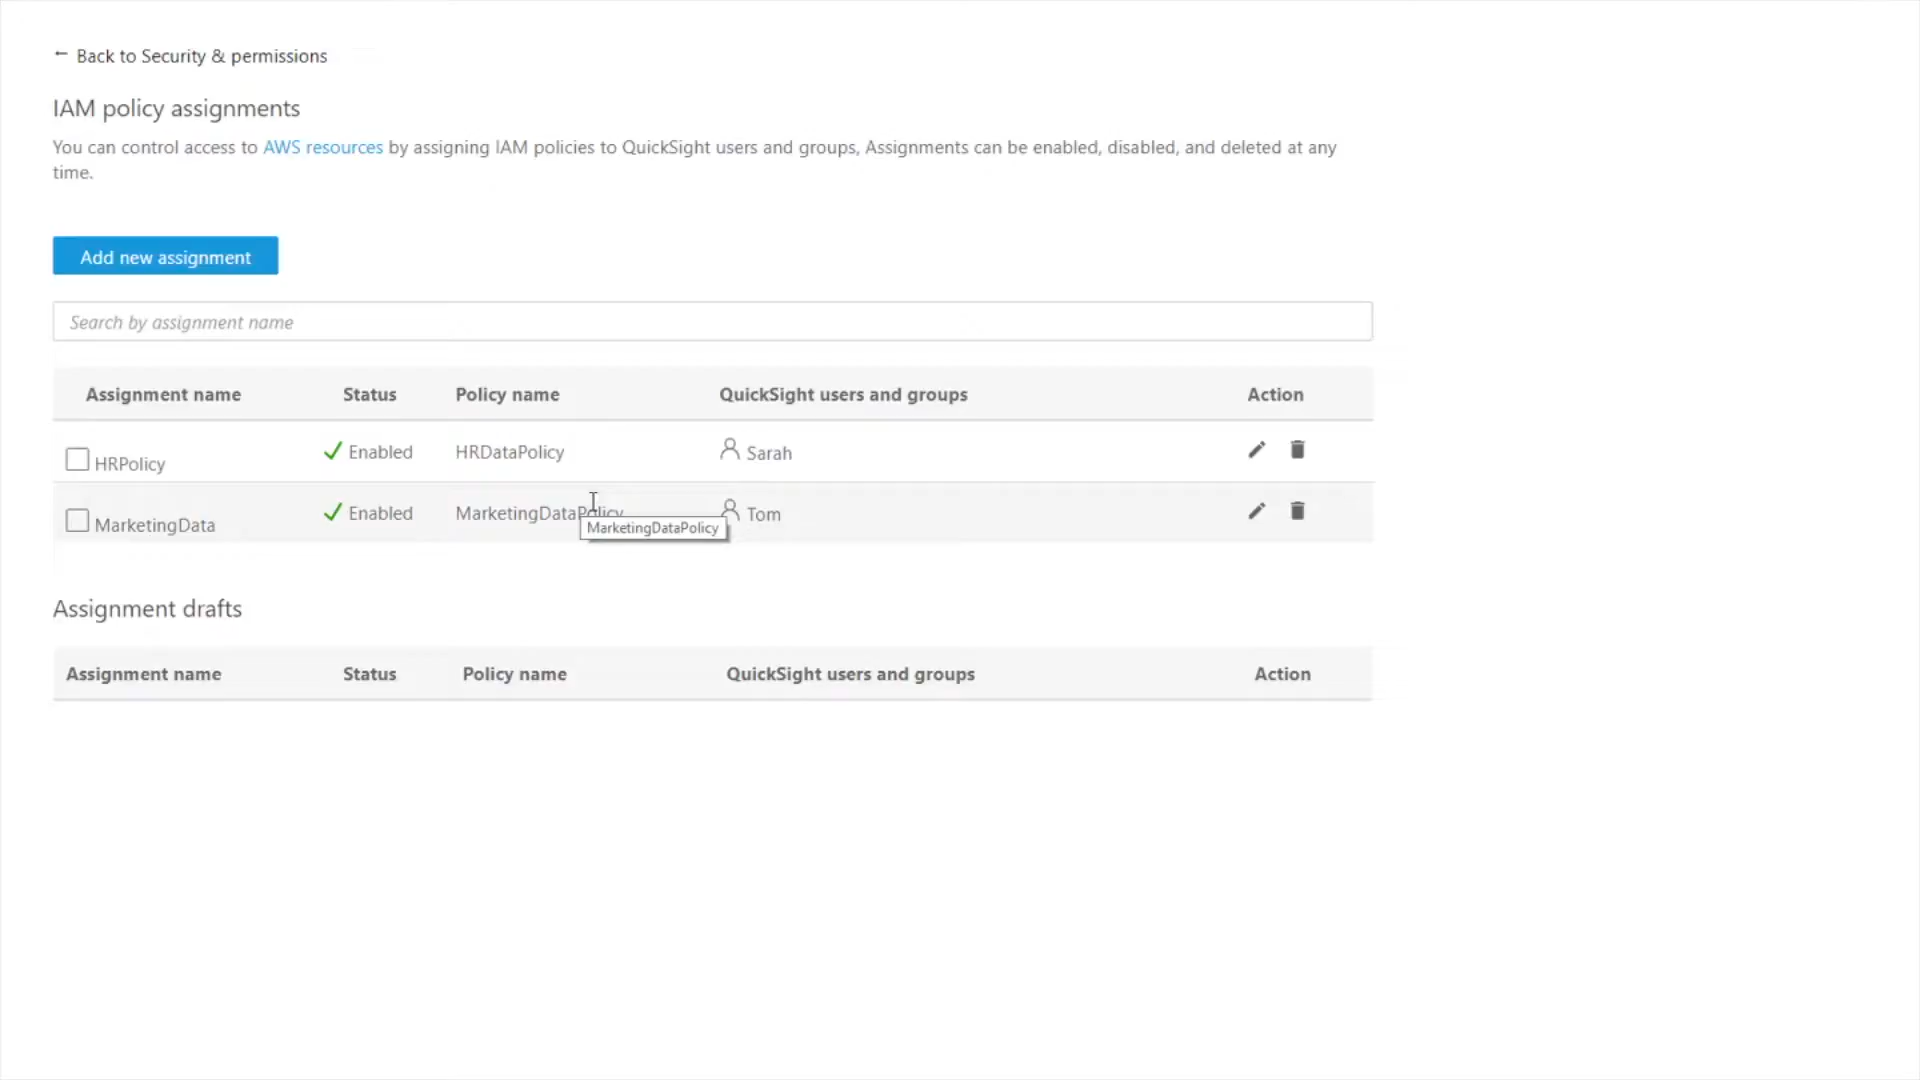 ← Back to Security & permissions
IAM policy assignments
You can control access to AWS resources by assigning IAM policies to QuickSight users and groups, Assignments can be enabled, disabled, and deleted at any
time.
Add new assignment
Search by assignment name
Assignment name Status Policy name QuickSight users and groups Action
HRPolicy Enabled HRDataPolicy Sarah
MarketingData Enabled MarketingDataPolicy Tom
MarketingDataPolicy
Assignment drafts
Assignment name Status Policy name QuickSight users and groups Action